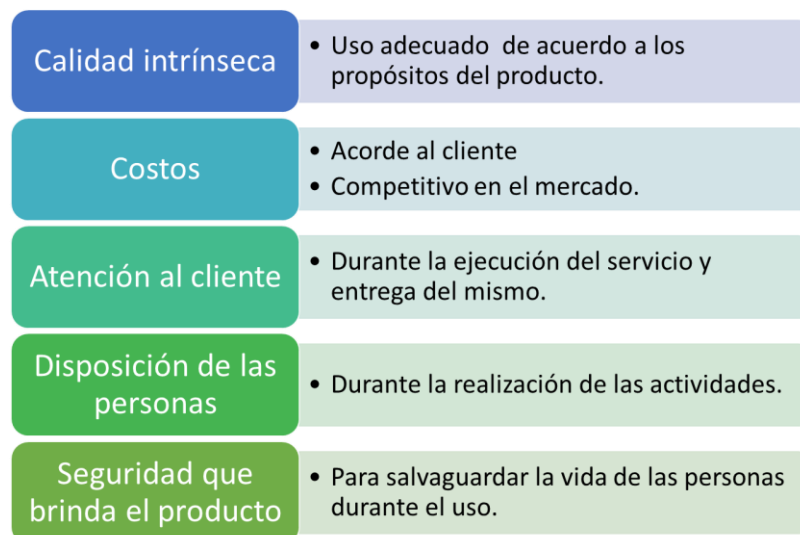 Calidad intrínseca
• Uso adecuado de acuerdo a los
propósitos del producto.
Costos
• Acorde al cliente
• Competitivo en el mercado.
Atención al cliente
• Durante la ejecución del servicio y
entrega del mismo.
Disposición de las
personas
• Durante la realización de las actividades.
Seguridad que
brinda el producto
• Para salvaguardar la vida de las personas
durante el uso.